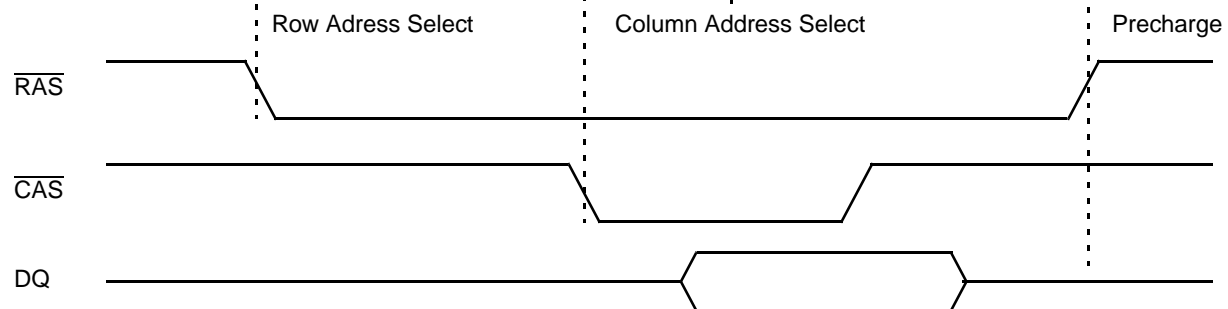 Row Adress Select
Column Address Select
Precharge
RAS
CAS
DQ